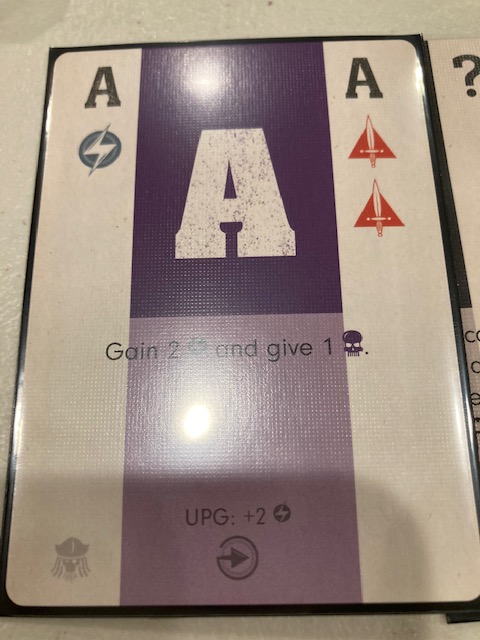 A A
A
Gain 2 and give 1 .
UPG: +2
?